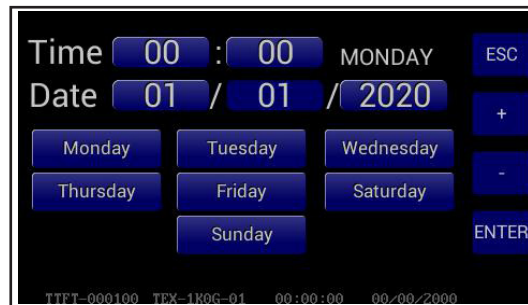 Time 00 : 00 MONDAY ESC
Date 01 / 01 / 2020
+
Monday Tuesday Wednesday
-
Thursday Friday Saturday
Sunday ENTER
TTFT-000100 TEX-1K0G-01 00:00:00 00/00/2000